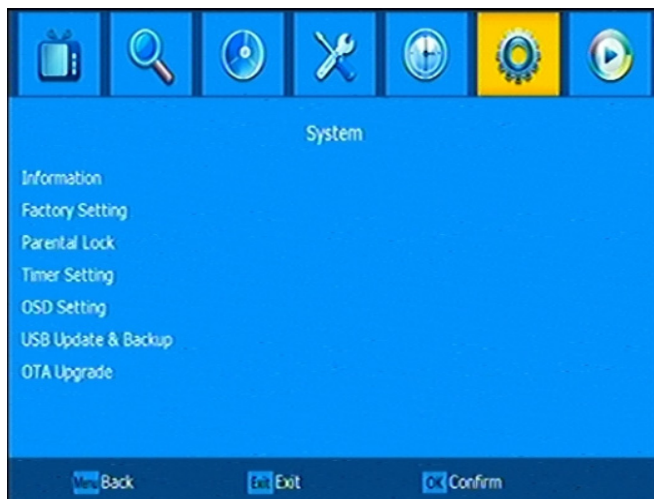 System
Information
Factory Setting
Parental Lock
Timer Setting
OSD Setting
USB Update & Backup
OTA Upgrade
Menu Back Exit Exit OK Confirm